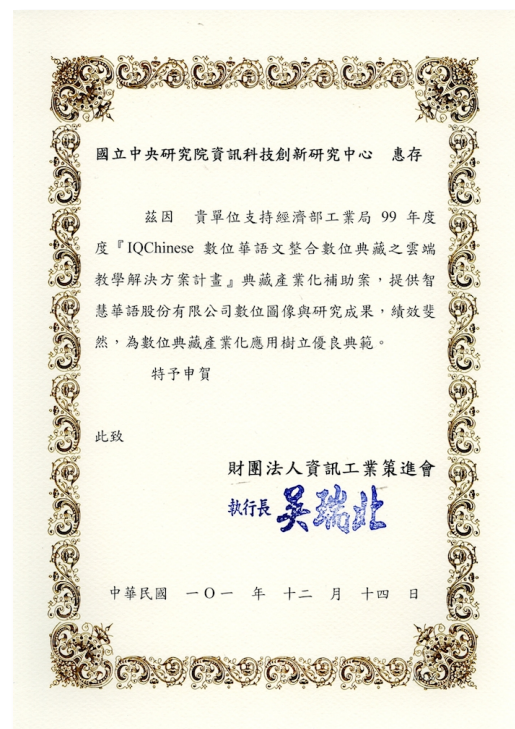 國立中央研究院資訊科技創新研究中心　惠存
茲因　貴單位支持經濟部工業局 99 年度
度『IQChinese 數位華語文整合數位典藏之雲端
教學解決方案計畫』典藏產業化補助案，提供智
慧華語股份有限公司數位圖像與研究成果，績效斐
然，為數位典藏產業化應用樹立優良典範。
特予申賀
此致
財團法人資訊工業策進會
執行長 吳瑞北
中華民國 一〇一 年 十二 月 十四 日